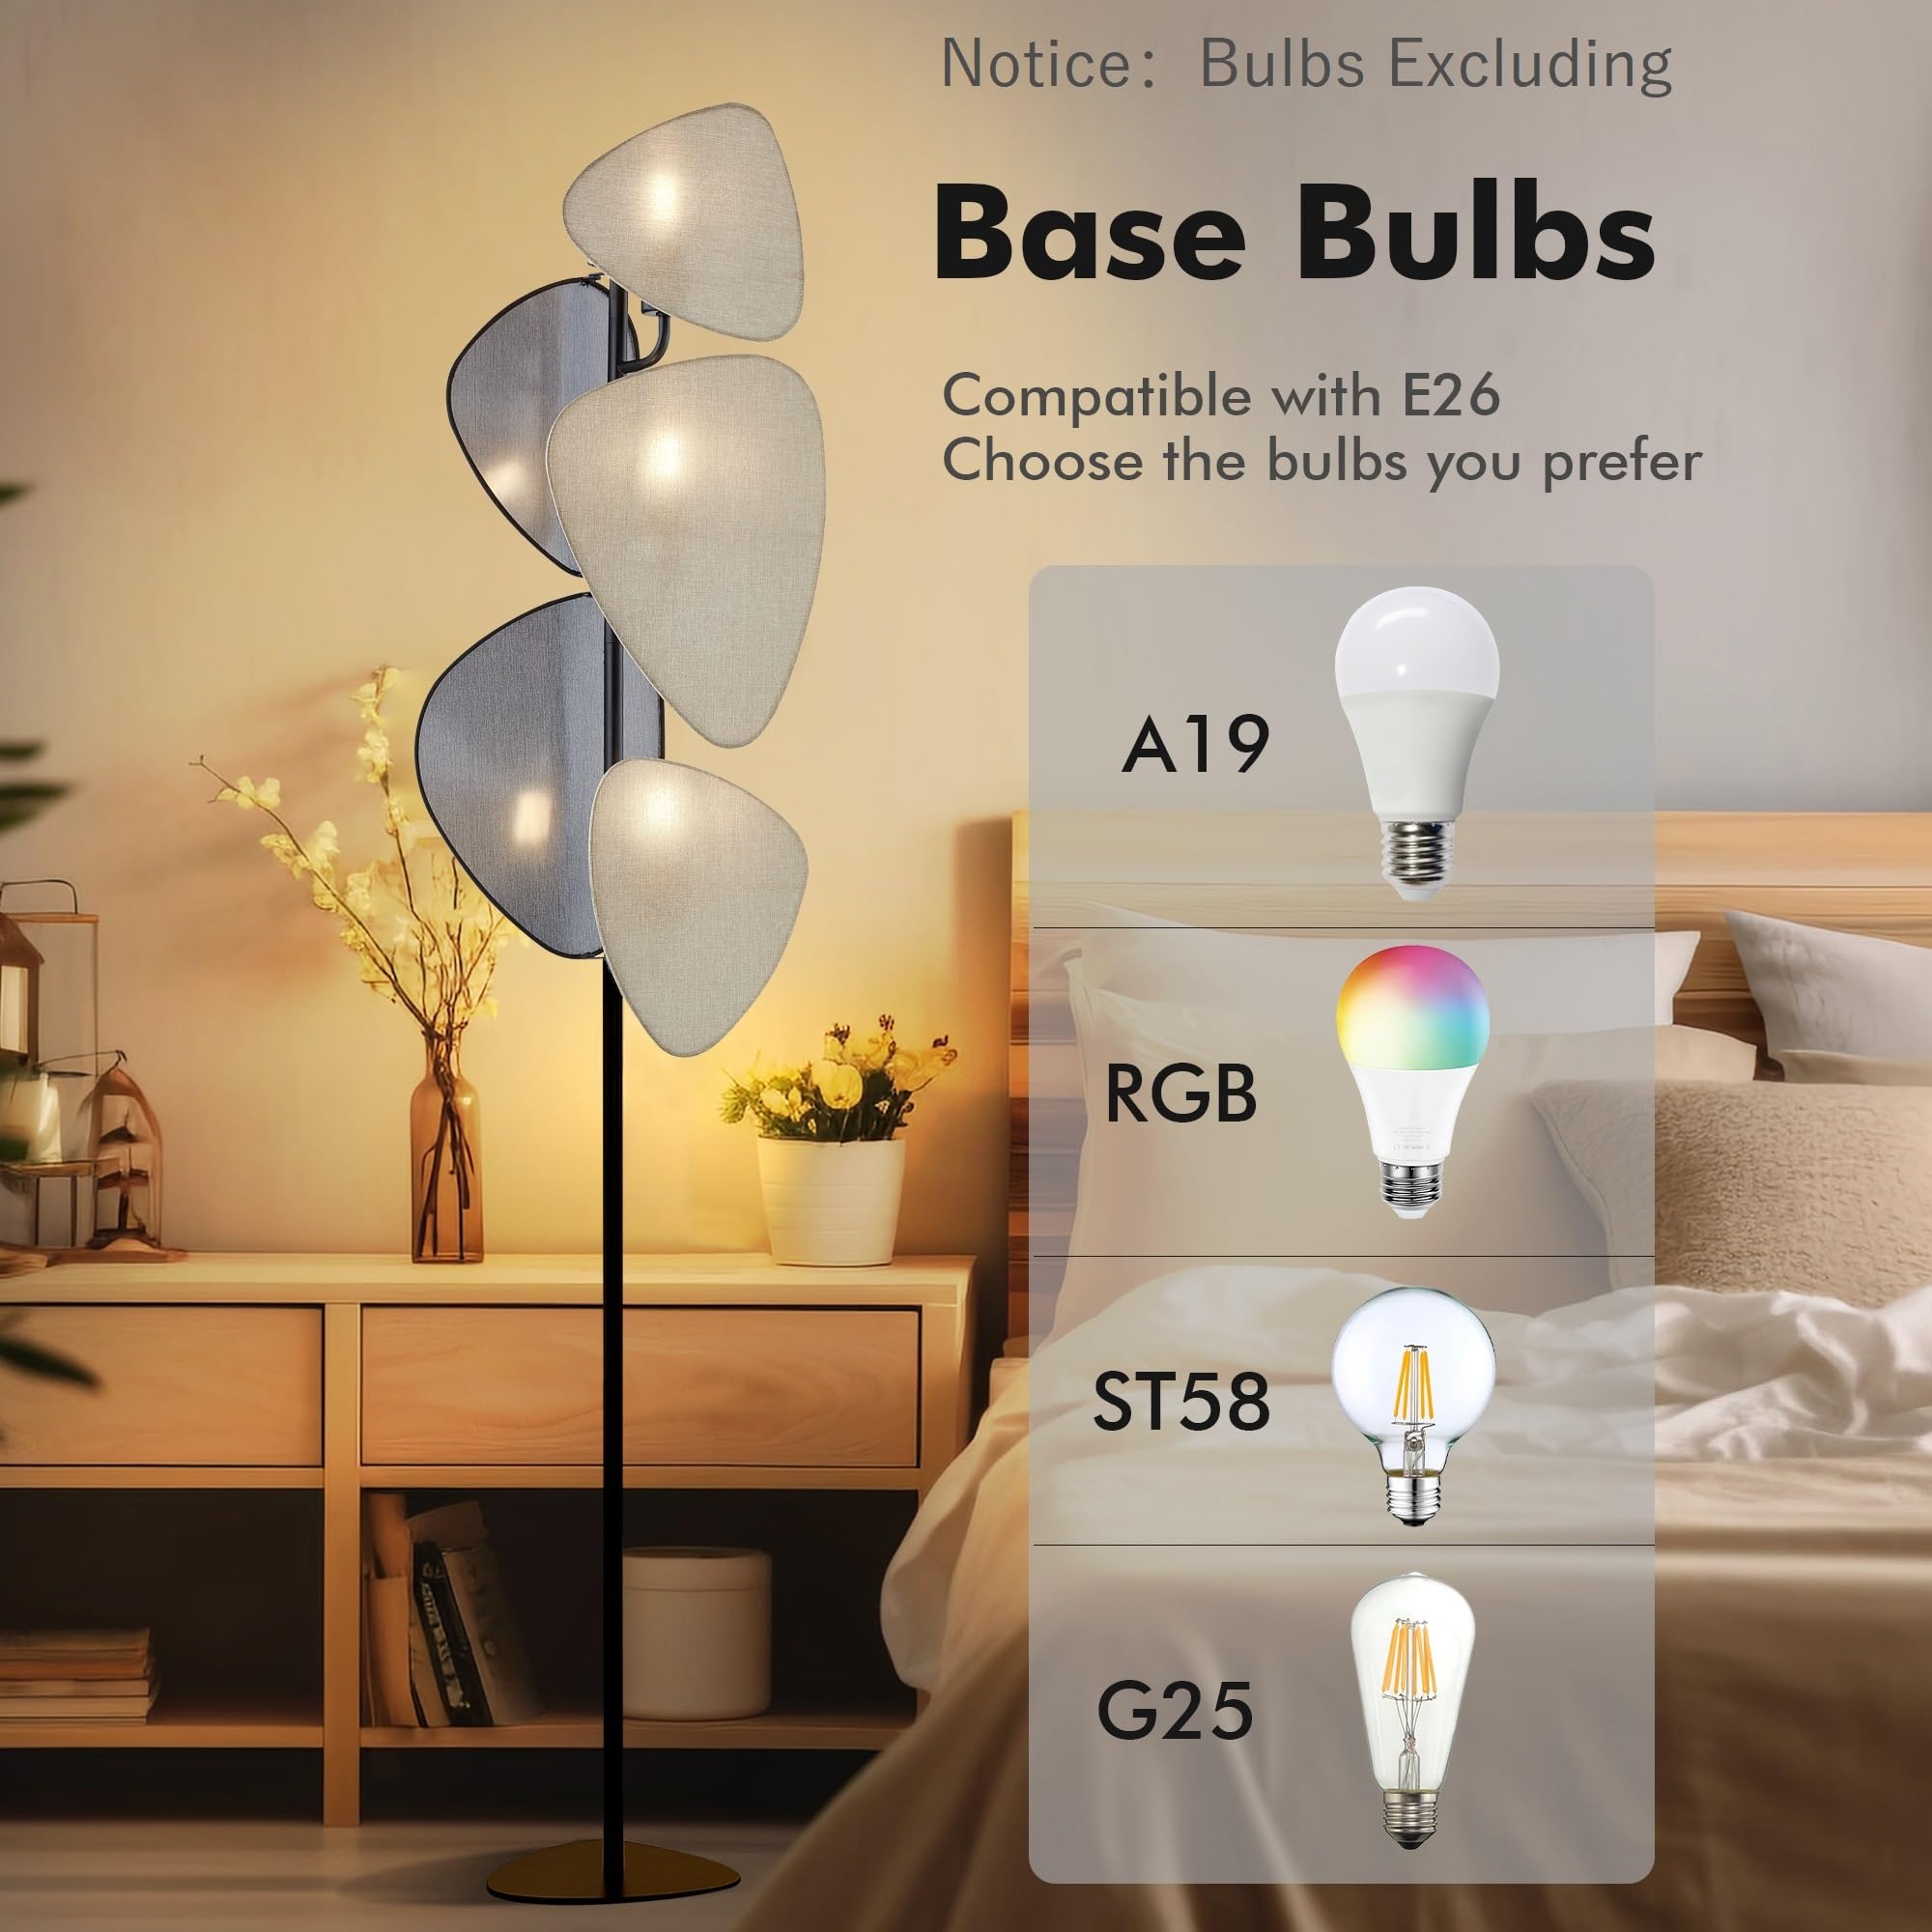 Notice: Bulbs Excluding
Base Bulbs
Compatible with E26
Choose the bulbs you prefer
A19
RGB
ST58
G25